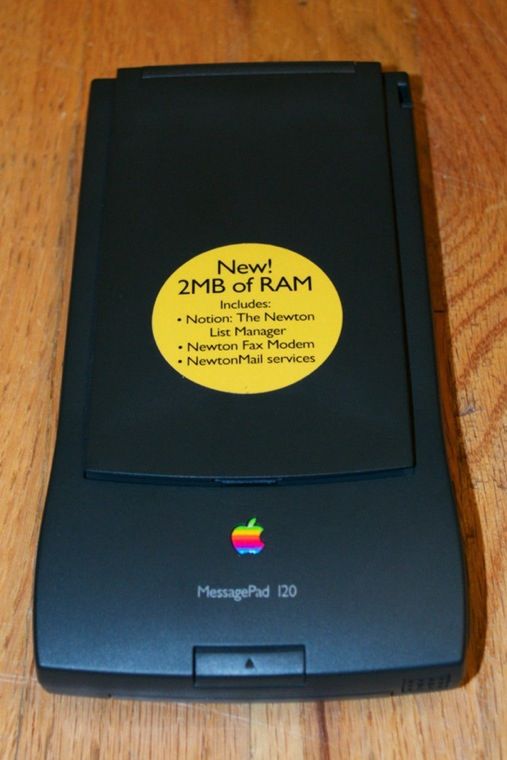 New!
2MB of RAM
Includes:
• Notion: The Newton
List Manager
• Newton Fax Modem
• NewtonMail services
MessagePad 120